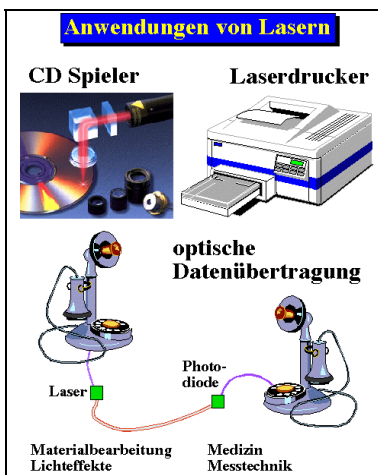 Anwendungen von Lasern
CD Spieler
Laserdrucker
optische
Datenübertragung
Photo-
diode
Laser
Materialbearbeitung
Medizin
Lichteffekte
Messtechnik